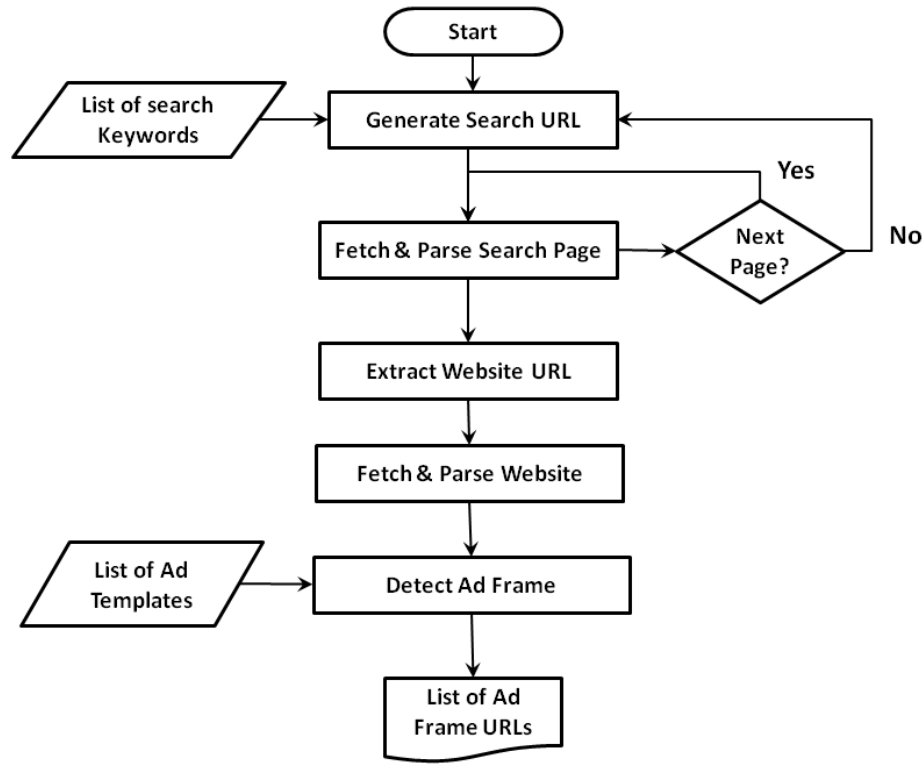 Start
List of search
Keywords
Generate Search URL
Yes
Fetch & Parse Search Page
Next
Page?
No
Extract Website URL
Fetch & Parse Website
List of Ad
Templates
Detect Ad Frame
List of Ad
Frame URLs